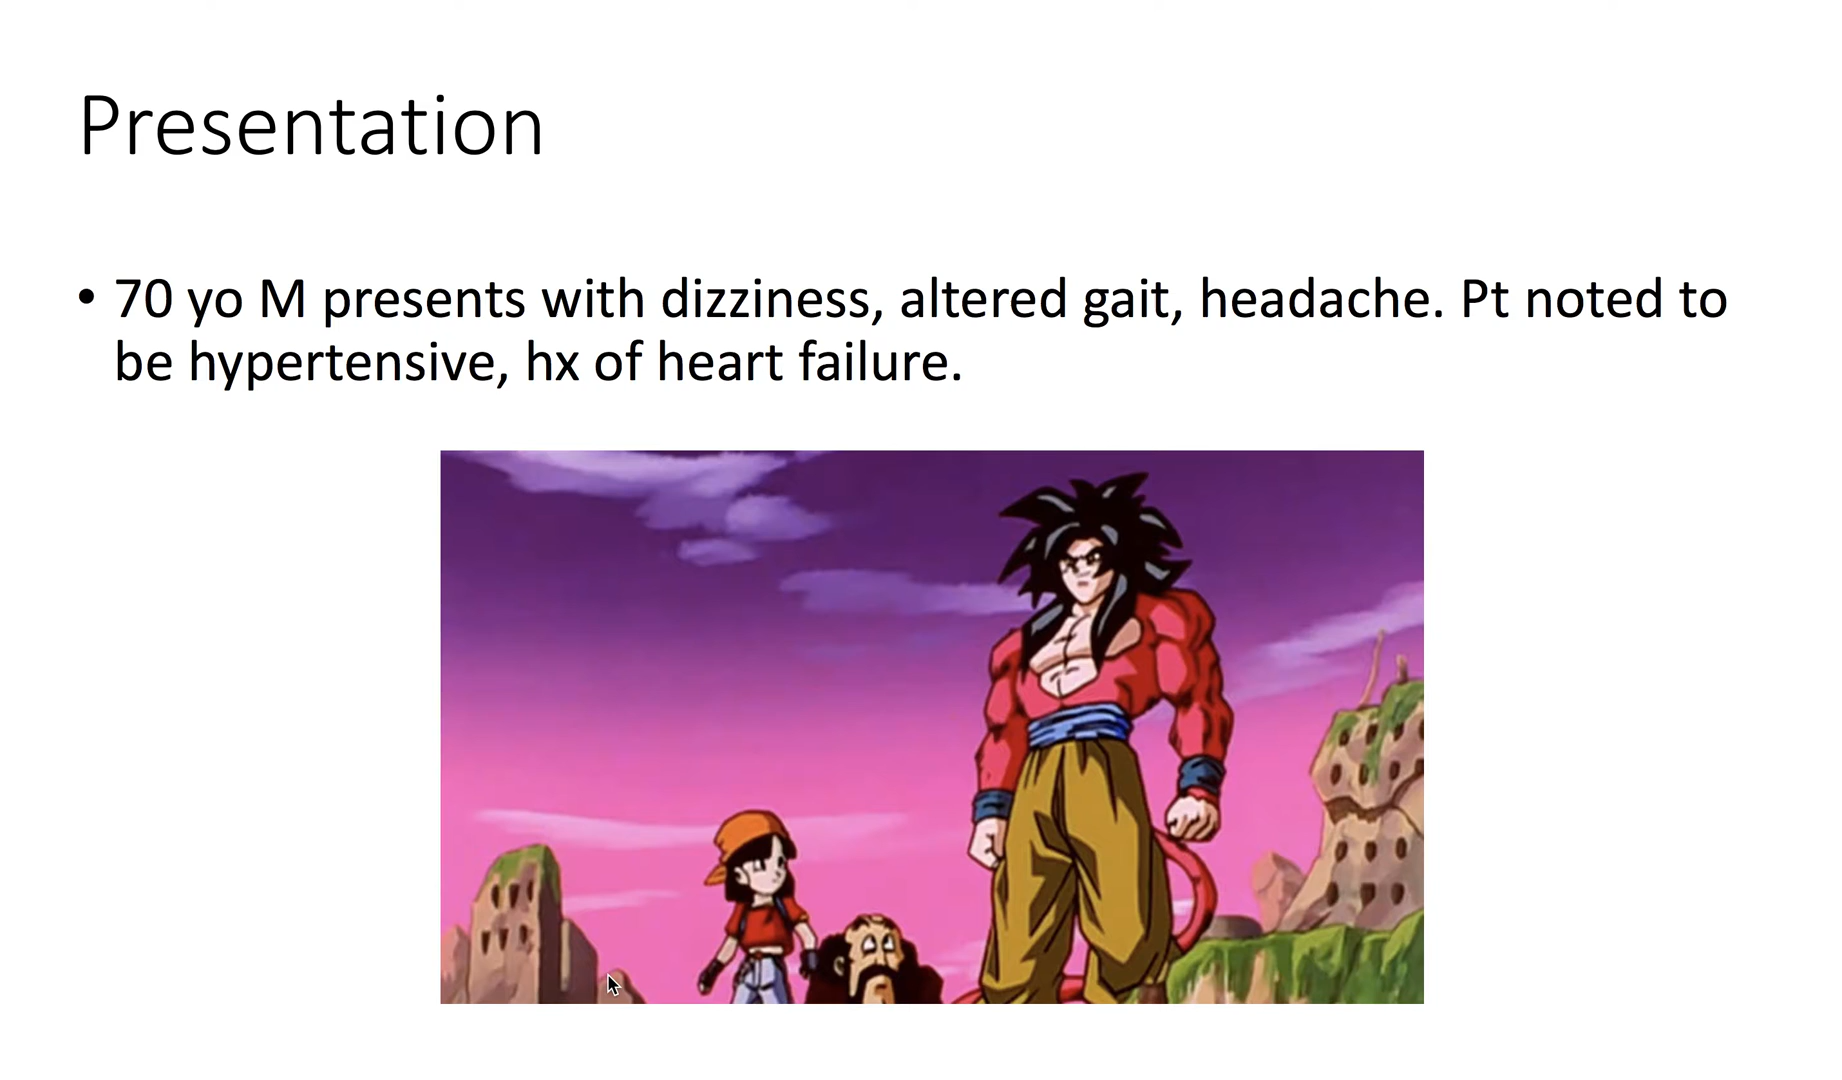 Presentation
• 70 yo M presents with dizziness, altered gait, headache. Pt noted to
be hypertensive, hx of heart failure.